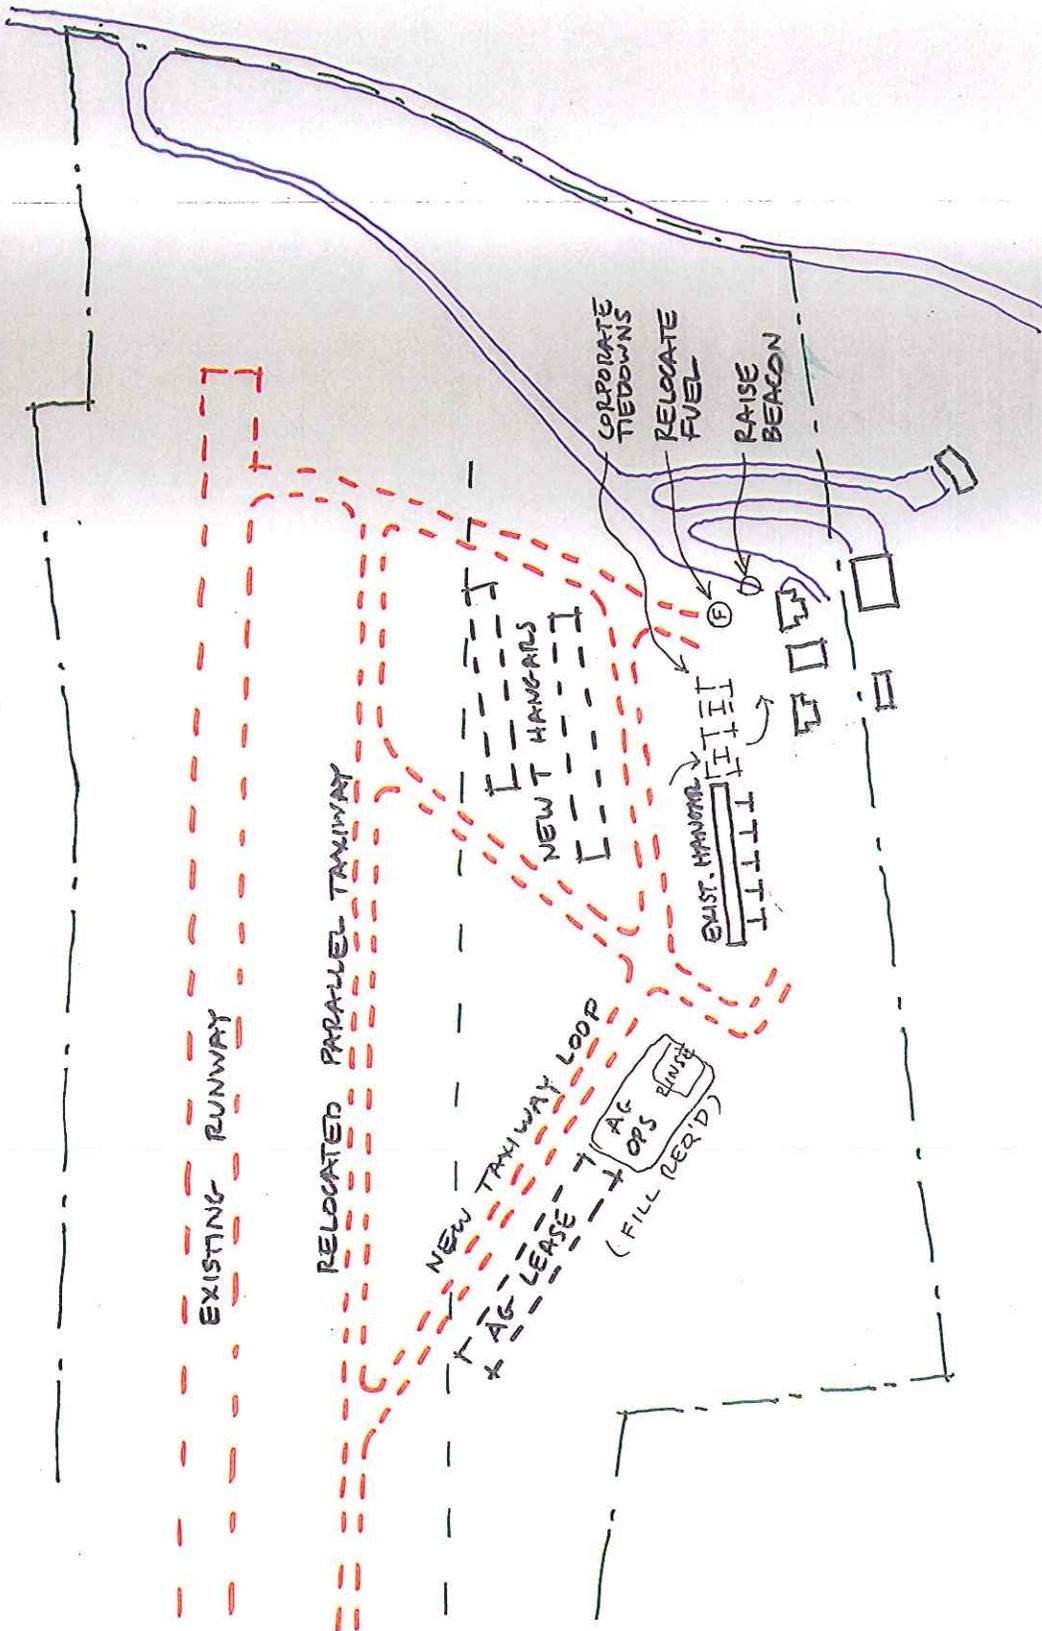 EXISTING RUNWAY
RELOCATED PARALLEL TAXIWAY
NEW TAXIWAY LOOP
AG LEASE
AG
OPS
RINSE
(FILL REQ'D)
NEW T HANGARS
EXIST. HANGAR
CORPORATE
TIEDOWNS
RELOCATE
FUEL
RAISE
BEACON
F